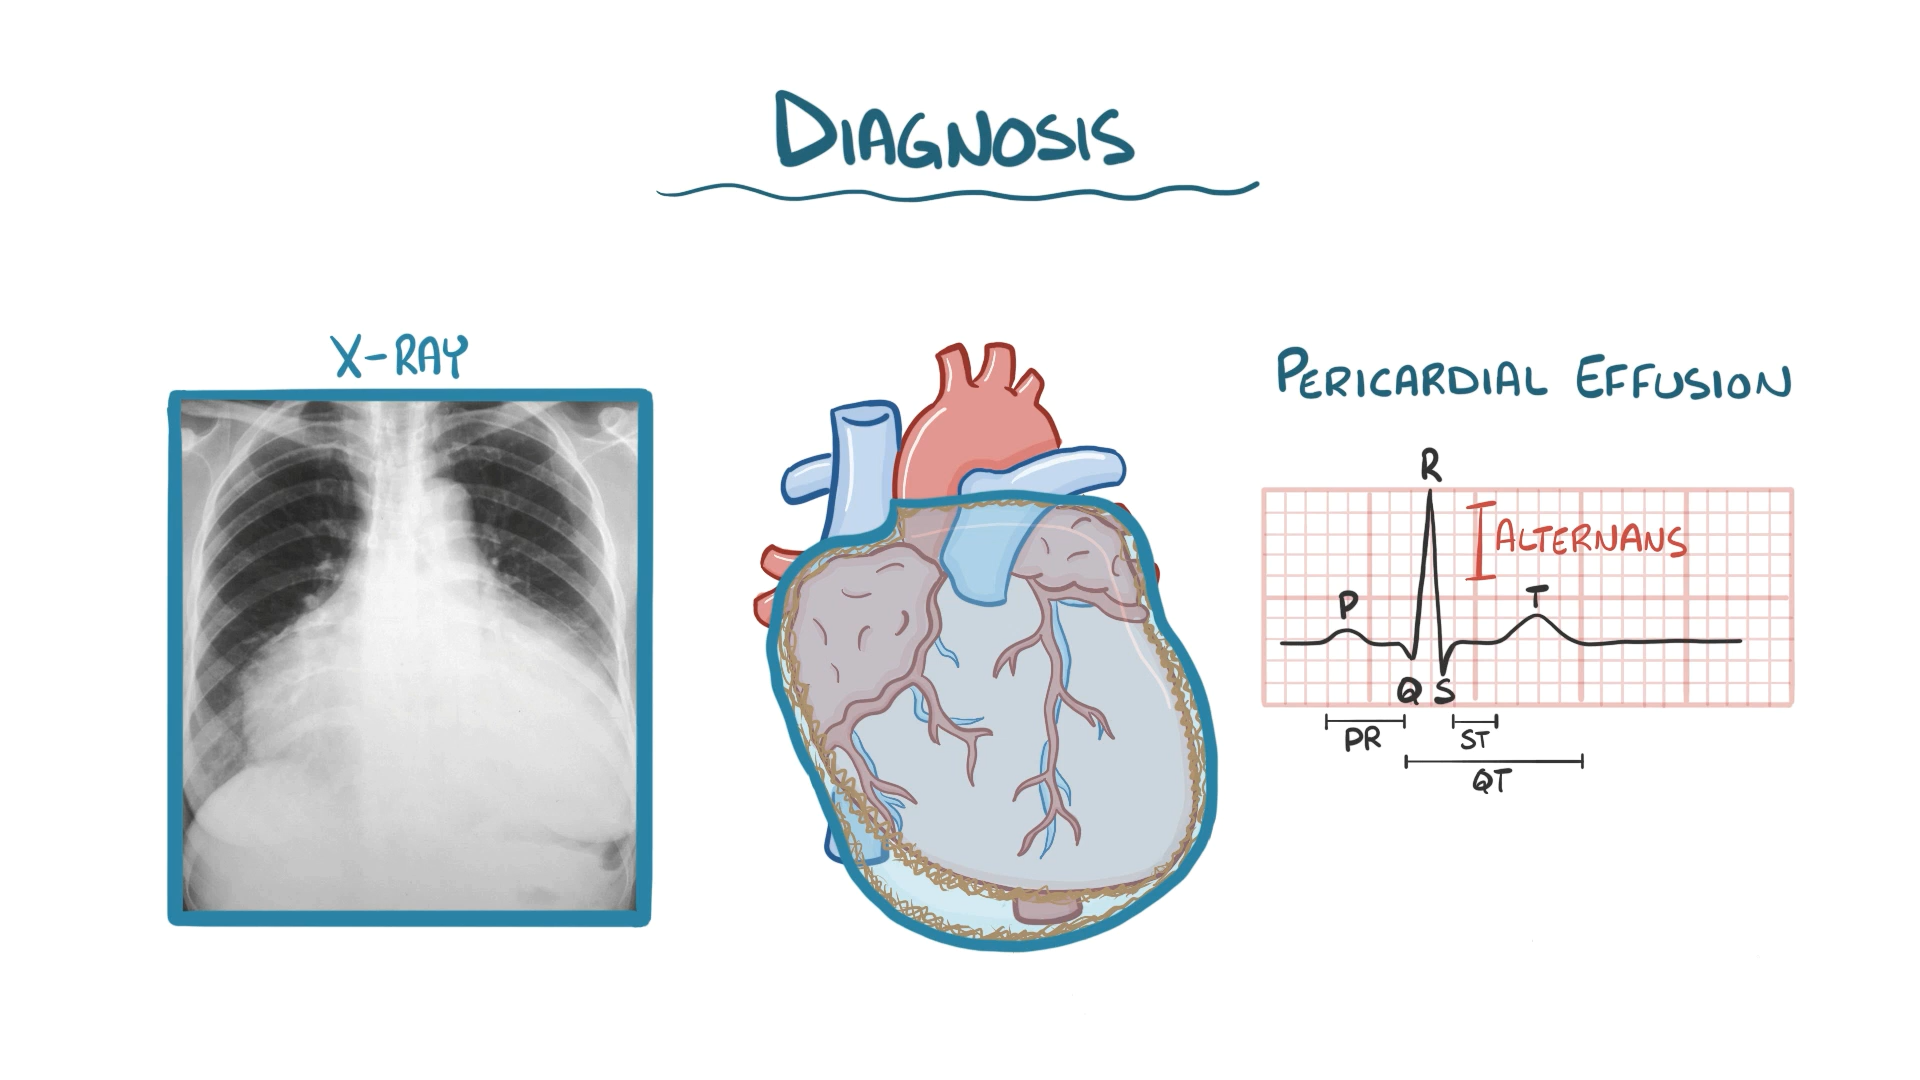 DIAGNOSIS
X-RAY
PERICARDIAL EFFUSION
R
ALTERNANS
P
T
Q S
PR
ST
QT